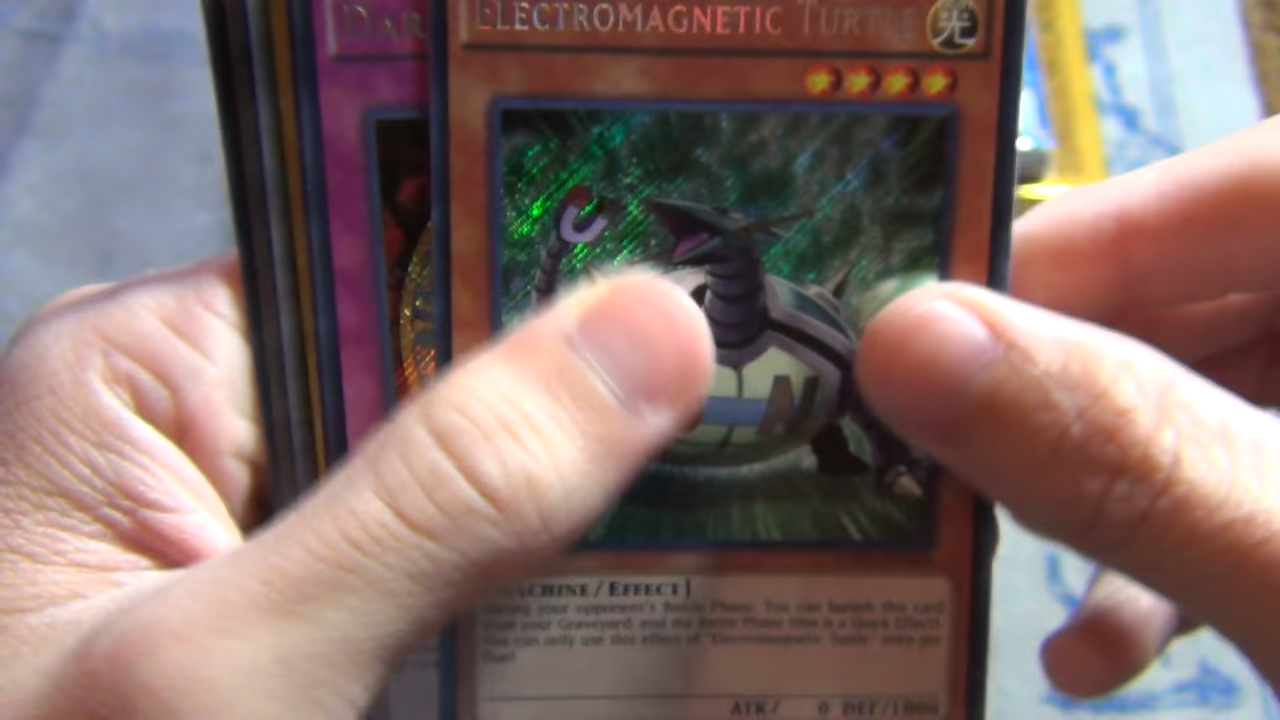 DAR
ELECTROMAGNETIC TURTLE 光
N
ACHINE / EFFECT]
your opponent's Battle Phase: You can banish this card
from your Graveyard; end the Battle Phase (this is a Quick Effect).
You can only use this effect of "Electromagnetic Turtle" once per
Duel.
ATK/ 0 DEF/1800